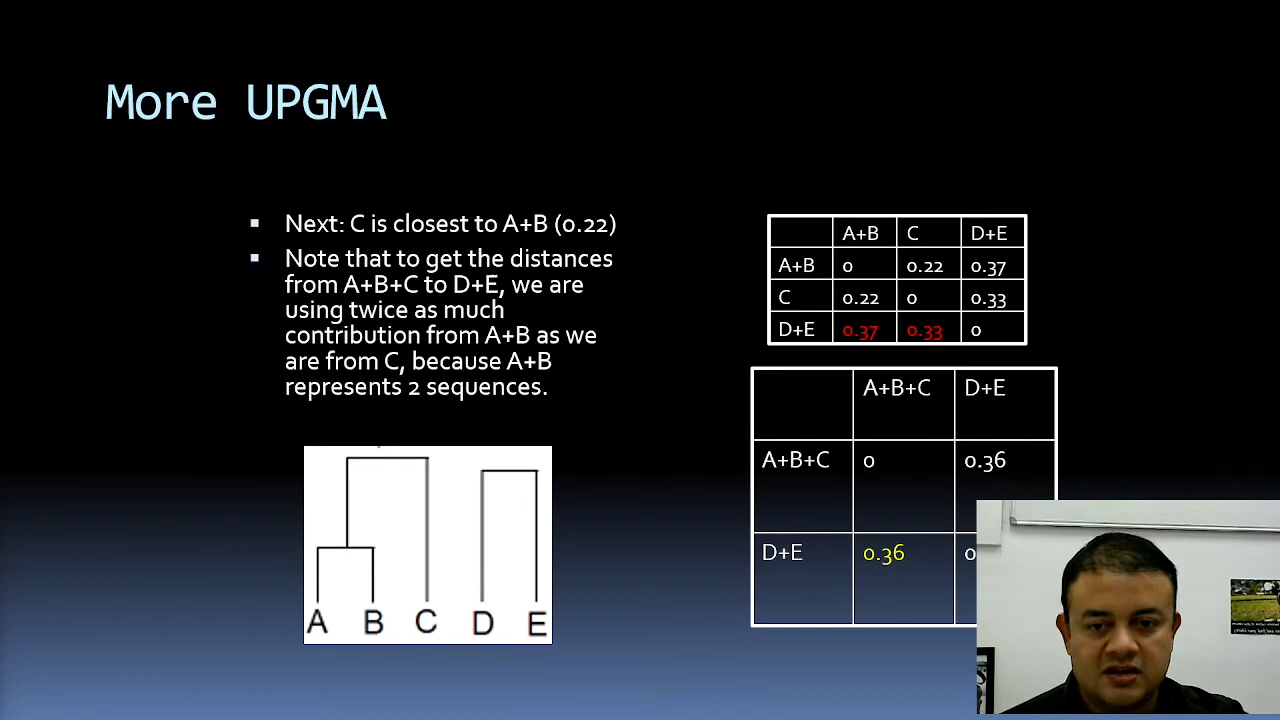 More UPGMA
Next: C is closest to A+B (0.22)
Note that to get the distances
from A+B+C to D+E, we are
using twice as much
contribution from A+B as we
are from C, because A+B
represents 2 sequences.
A+B C D+E
A+B 0 0.22 0.37
C 0.22 0 0.33
D+E 0.37 0.33 0
A+B+C D+E
A+B+C 0 0.36
D+E 0.36 0
A B C D E